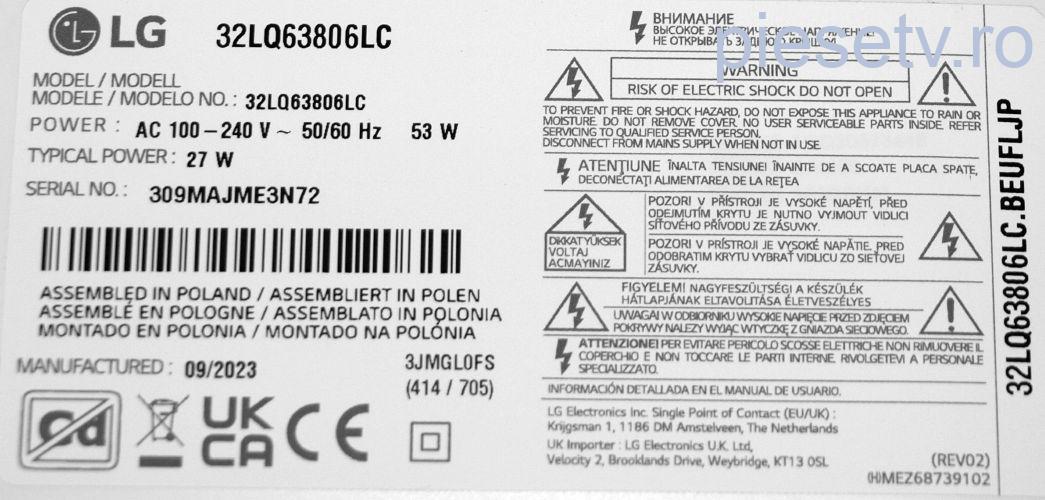 LG 32LQ63806LC
MODEL / MODELL
MODELE / MODELO NO. : 32LQ63806LC
POWER : AC 100 – 240 V ~ 50/60 Hz 53 W
TYPICAL POWER : 27 W
SERIAL NO. : 309MAJME3N72
ASSEMBLED IN POLAND / ASSEMBLIERT IN POLEN
ASSEMBLÉ EN POLOGNE / ASSEMBLATO IN POLONIA
MONTADO EN POLONIA / MONTADO NA POLÓNIA
MANUFACTURED : 09/2023
3JMGL0FS
(414 / 705)
Cd
UK
CA
CE
ВНИМАНИЕ
ВЫСОКОЕ ЭЛЕКТРИЧЕСКОЕ НАПРЯЖЕНИЕ!
НЕ ОТКРЫВАТЬ ЗАДНЮЮ КРЫШКУ.
piesetv.ro
WARNING
RISK OF ELECTRIC SHOCK DO NOT OPEN
TO PREVENT FIRE OR SHOCK HAZARD, DO NOT EXPOSE THIS APPLIANCE TO RAIN OR
MOISTURE. DO NOT REMOVE COVER. NO USER SERVICEABLE PARTS INSIDE. REFER
SERVICING TO QUALIFIED SERVICE PERSON.
DISCONNECT FROM MAINS SUPPLY WHEN NOT IN USE.
ATENȚIUNE ÎNALTA TENSIUNE! ÎNAINTE DE A SCOATE PLACA SPATE,
DECONECTAȚI ALIMENTAREA DE LA REȚEA
DİKKAT YÜKSEK
VOLTAJ
AÇMAYINIZ
POZOR! V PŘÍSTROJI JE VYSOKÉ NAPĚTÍ, PŘED
ODEJMUTÍM KRYTU JE NUTNO VYJMOUT VIDLICI
SÍŤOVÉHO PŘÍVODU ZE ZÁSUVKY.
POZOR! V PRÍSTROJI JE VYSOKÉ NAPÄTIE, PRED
ODOBRATIM KRYTU VYBRAŤ VIDLICU ZO SIEŤOVEJ
ZÁSUVKY.
FIGYELEM! NAGYFESZÜLTSÉG! A KÉSZÜLÉK
HÁTLAPJÁNAK ELTÁVOLÍTÁSA ÉLETVESZÉLYES
UWAGA! W ODBIORNIKU WYSOKIE NAPIĘCIE PRZED ZDJĘCIEM
POKRYWY NALEŻY WYJĄĆ WTYCZKĘ Z GNIAZDA SIECIOWEGO.
ATTENZIONE! PER EVITARE PERICOLO SCOSSE ELETTRICHE NON RIMUOVERE IL
COPERCHIO E NON TOCCARE LE PARTI INTERNE. RIVOLGETEVI A PERSONALE
SPECIALIZZATO.
INFORMACIÓN DETALLADA EN EL MANUAL DE USUARIO.
LG Electronics Inc. Single Point of Contact (EU/UK) :
Krijgsman 1, 1186 DM Amstelveen, The Netherlands
UK Importer : LG Electronics U.K. Ltd,
Velocity 2, Brooklands Drive, Weybridge, KT13 0SL
(REV02)
(H)MEZ68739102
32LQ63806LC.BEUFLJP